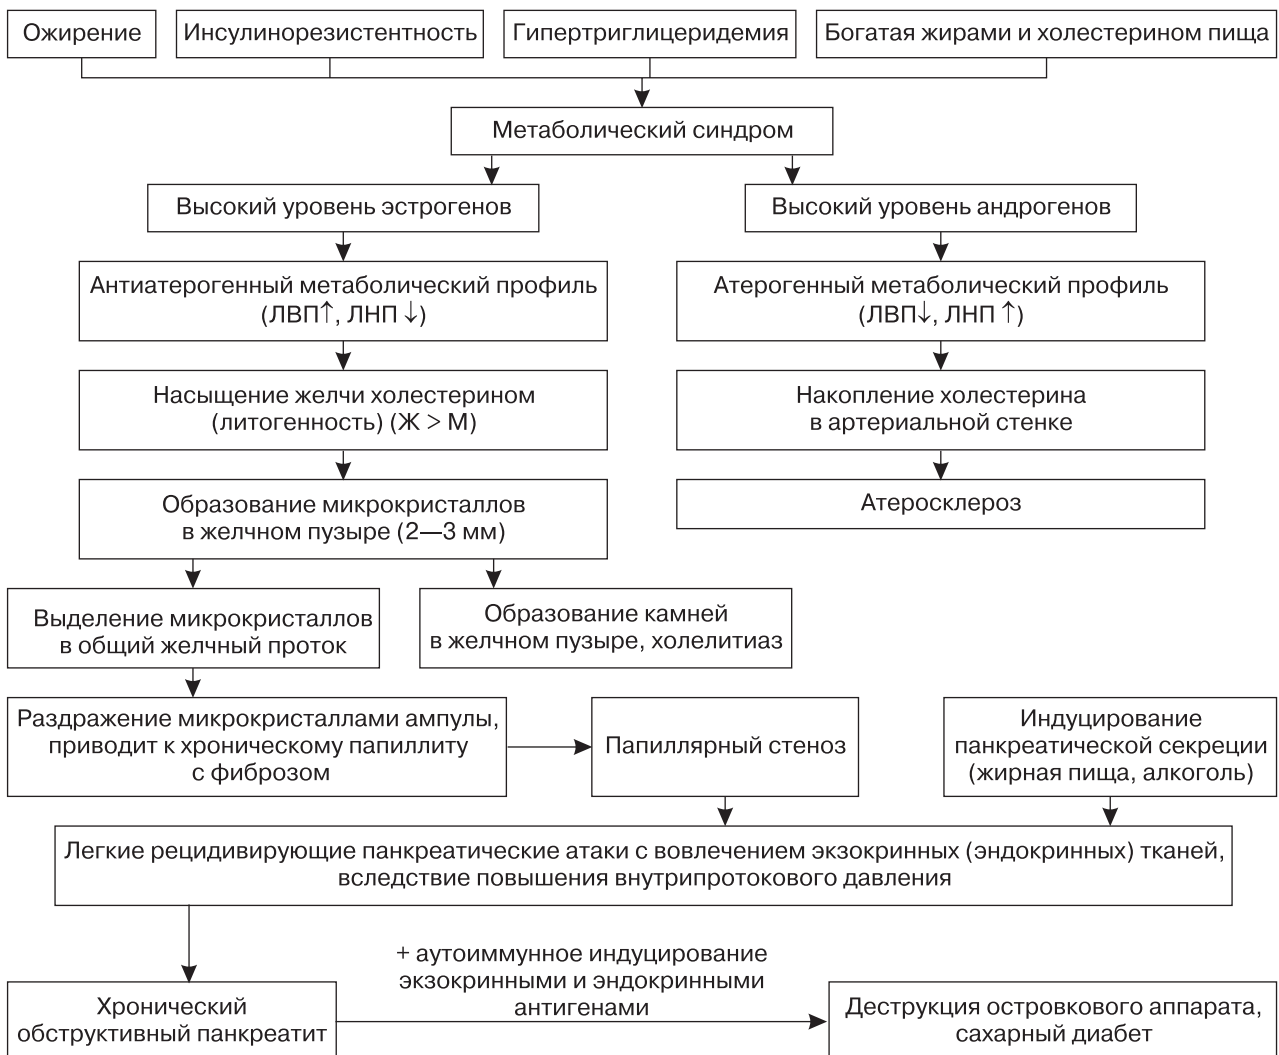 Ожирение
Инсулинорезистентность
Гипертриглицеридемия
Богатая жирами и холестерином пища
Метаболический синдром
Высокий уровень эстрогенов
Высокий уровень андрогенов
Антиатерогенный метаболический профиль
(ЛВП↑, ЛНП ↓)
Атерогенный метаболический профиль
(ЛВП↓, ЛНП ↑)
Насыщение желчи холестерином
(литогенность) (Ж > М)
Накопление холестерина
в артериальной стенке
Образование микрокристаллов
в желчном пузыре (2—3 мм)
Атеросклероз
Выделение микрокристаллов
в общий желчный проток
Образование камней
в желчном пузыре, холелитиаз
Раздражение микрокристаллами ампулы,
приводит к хроническому папиллиту
с фиброзом
Папиллярный стеноз
Индуцирование
панкреатической секреции
(жирная пища, алкоголь)
Легкие рецидивирующие панкреатические атаки с вовлечением экзокринных (эндокринных) тканей,
вследствие повышения внутрипротокового давления
+ аутоиммунное индуцирование
экзокринными и эндокринными
антигенами
Хронический
обструктивный панкреатит
Деструкция островкового аппарата,
сахарный диабет